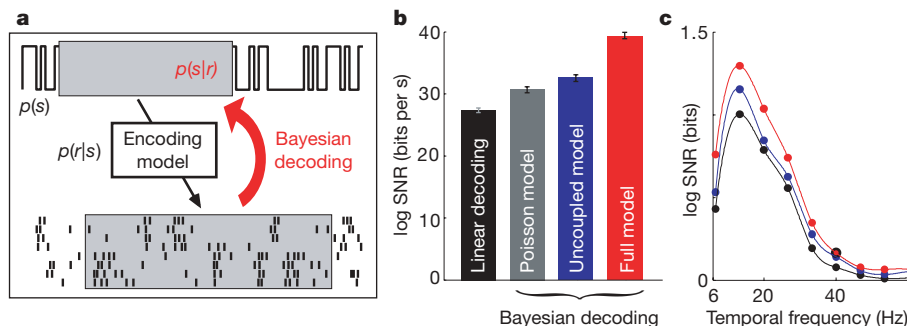 a
p(s|r)
p(s)
p(r|s)
Encoding
model
Bayesian
decoding
b
log SNR (bits per s)
40
30
20
10
0
Linear decoding
Poisson model
Uncoupled model
Full model
Bayesian decoding
c
log SNR (bits)
1.5
0
6
20
40
Temporal frequency (Hz)